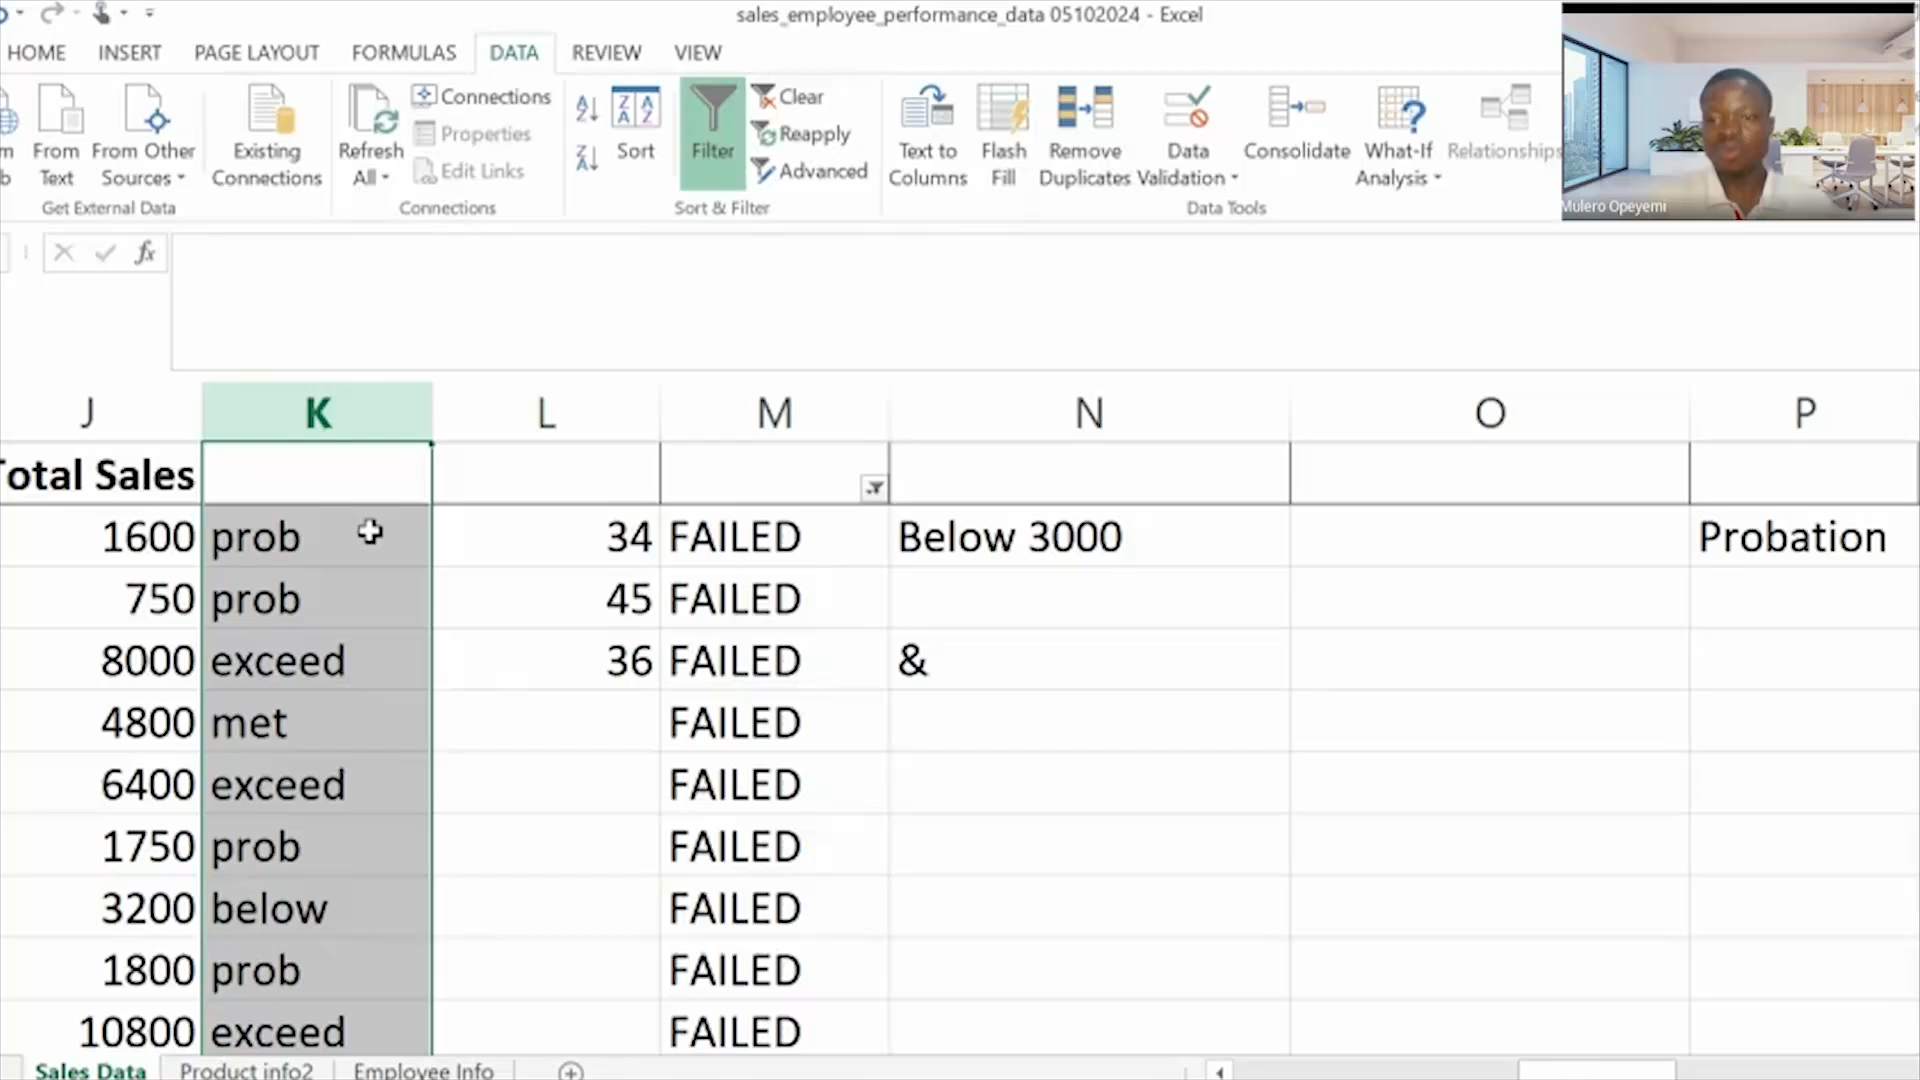 sales_employee_performance_data 05102024 - Excel
HOME INSERT PAGE LAYOUT FORMULAS DATA REVIEW VIEW
From Text
From Other Sources
Existing Connections
Get External Data
Refresh All
Connections
Properties
Edit Links
Connections
Sort
Filter
Clear
Reapply
Advanced
Sort & Filter
Text to Columns
Flash Fill
Remove Duplicates
Data Validation
Consolidate
What-If Analysis
Relationships
Data Tools
Mulero Opeyemi
fx
J K L M N O P
Total Sales
1600 prob 34 FAILED Below 3000 Probation
750 prob 45 FAILED
8000 exceed 36 FAILED &
4800 met FAILED
6400 exceed FAILED
1750 prob FAILED
3200 below FAILED
1800 prob FAILED
10800 exceed FAILED
Sales Data Product info2 Employee Info